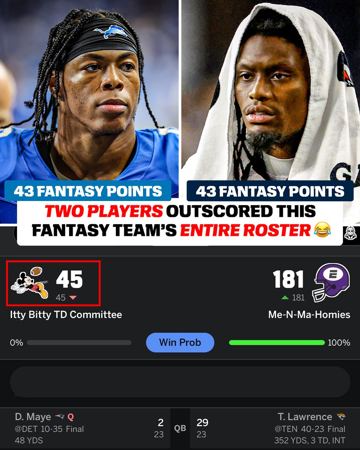 43 FANTASY POINTS
43 FANTASY POINTS
TWO PLAYERS OUTSCORED THIS
FANTASY TEAM'S ENTIRE ROSTER 😂
45
181
45 ▼
▲ 181
Itty Bitty TD Committee
Me-N-Ma-Homies
0%
Win Prob
100%
D. Maye Q
2
QB
29
T. Lawrence
@DET 10-35 Final
23
23
@TEN 40-23 Final
48 YDS
352 YDS, 3 TD, INT